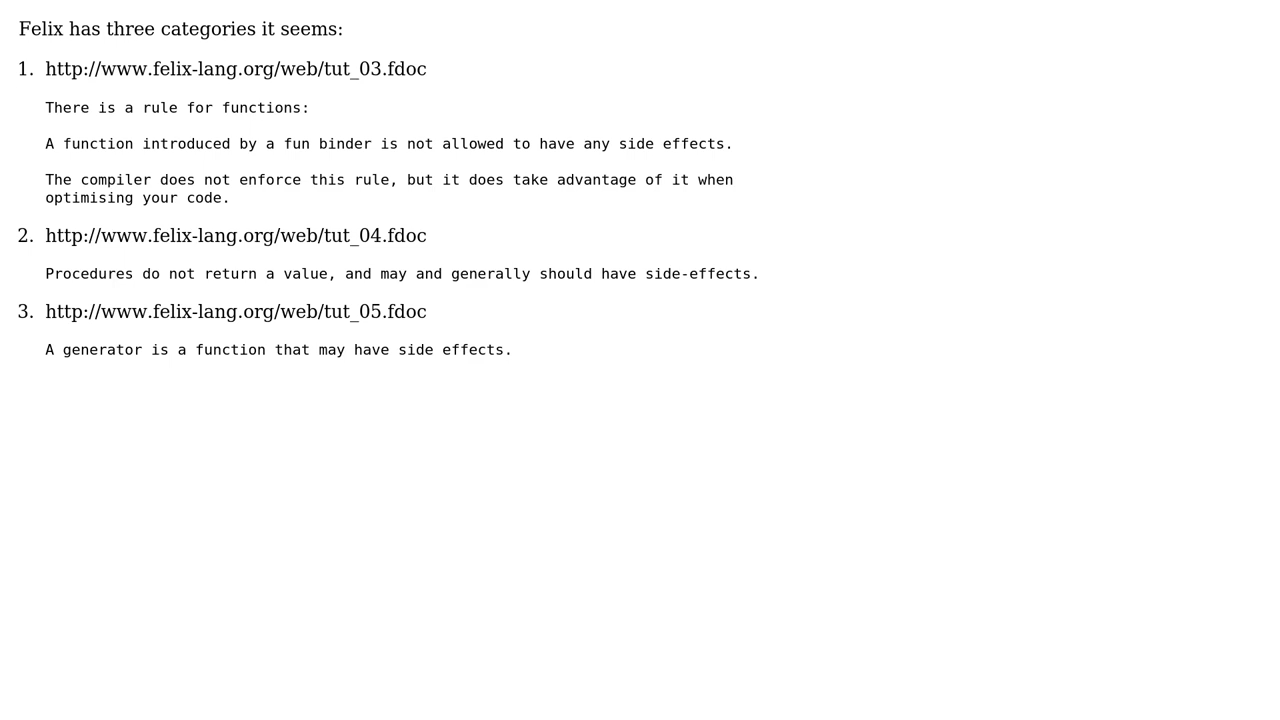 Felix has three categories it seems:
1. http://www.felix-lang.org/web/tut_03.fdoc
There is a rule for functions:
A function introduced by a fun binder is not allowed to have any side effects.
The compiler does not enforce this rule, but it does take advantage of it when
optimising your code.
2. http://www.felix-lang.org/web/tut_04.fdoc
Procedures do not return a value, and may and generally should have side-effects.
3. http://www.felix-lang.org/web/tut_05.fdoc
A generator is a function that may have side effects.